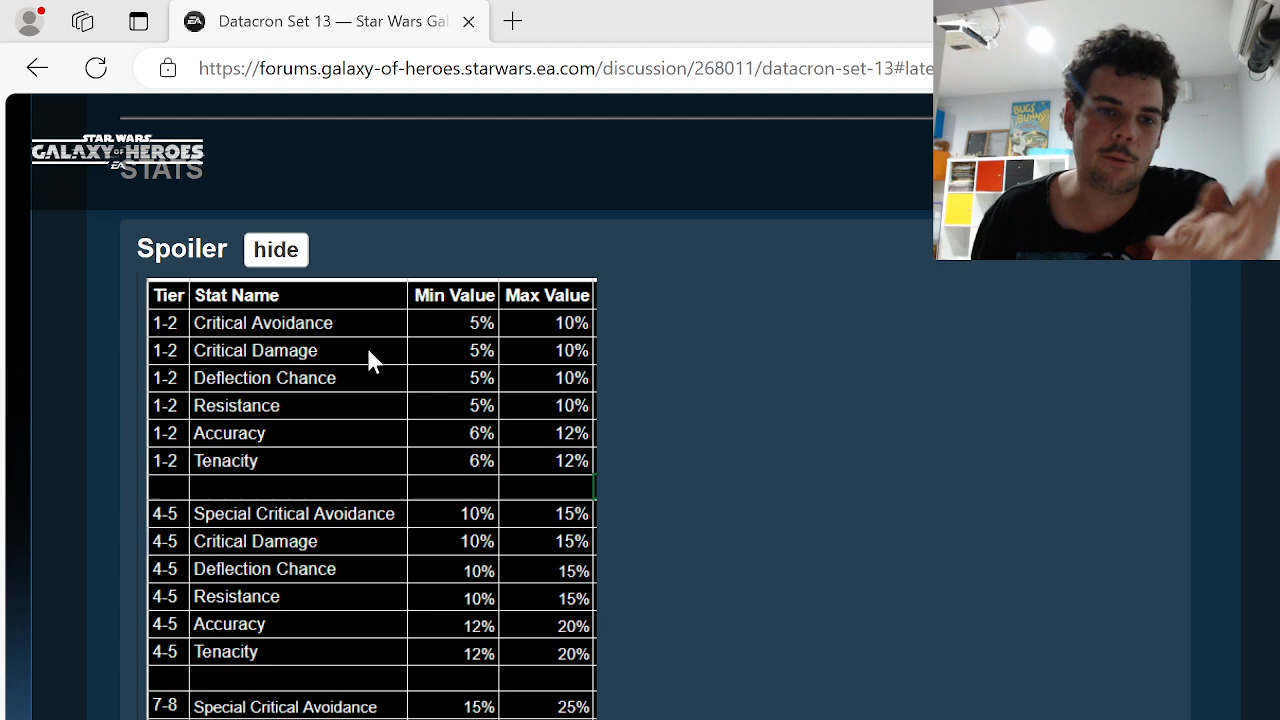 Datacron Set 13 — Star Wars Gal
https://forums.galaxy-of-heroes.starwars.ea.com/discussion/268011/datacron-set-13#late
BUGS BUNNY
STAR WARS
GALAXY OF HEROES
EA
STATS
Spoiler hide
Tier Stat Name Min Value Max Value
1-2 Critical Avoidance 5% 10%
1-2 Critical Damage 5% 10%
1-2 Deflection Chance 5% 10%
1-2 Resistance 5% 10%
1-2 Accuracy 6% 12%
1-2 Tenacity 6% 12%
4-5 Special Critical Avoidance 10% 15%
4-5 Critical Damage 10% 15%
4-5 Deflection Chance 10% 15%
4-5 Resistance 10% 15%
4-5 Accuracy 12% 20%
4-5 Tenacity 12% 20%
7-8 Special Critical Avoidance 15% 25%